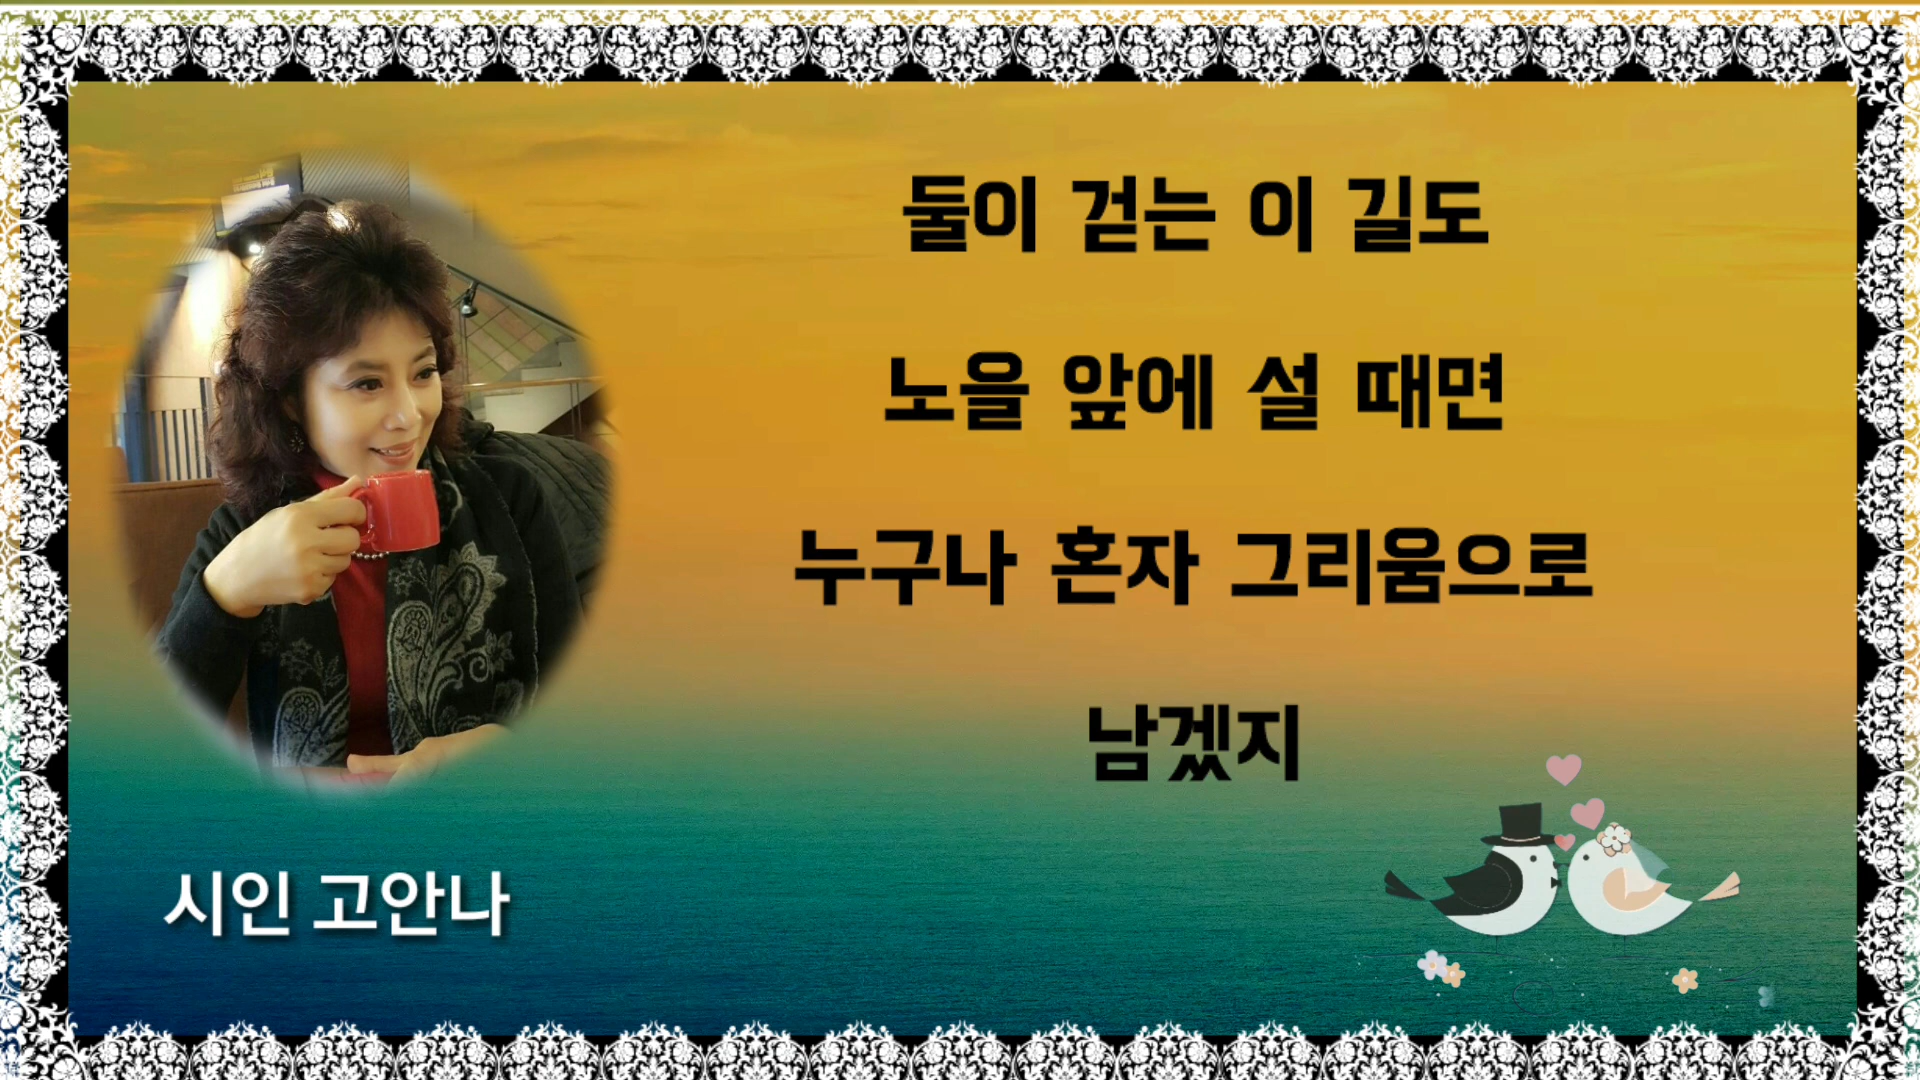 둘이 걷는 이 길도
노을 앞에 설 때면
누구나 혼자 그리움으로
남겠지
시인 고안나